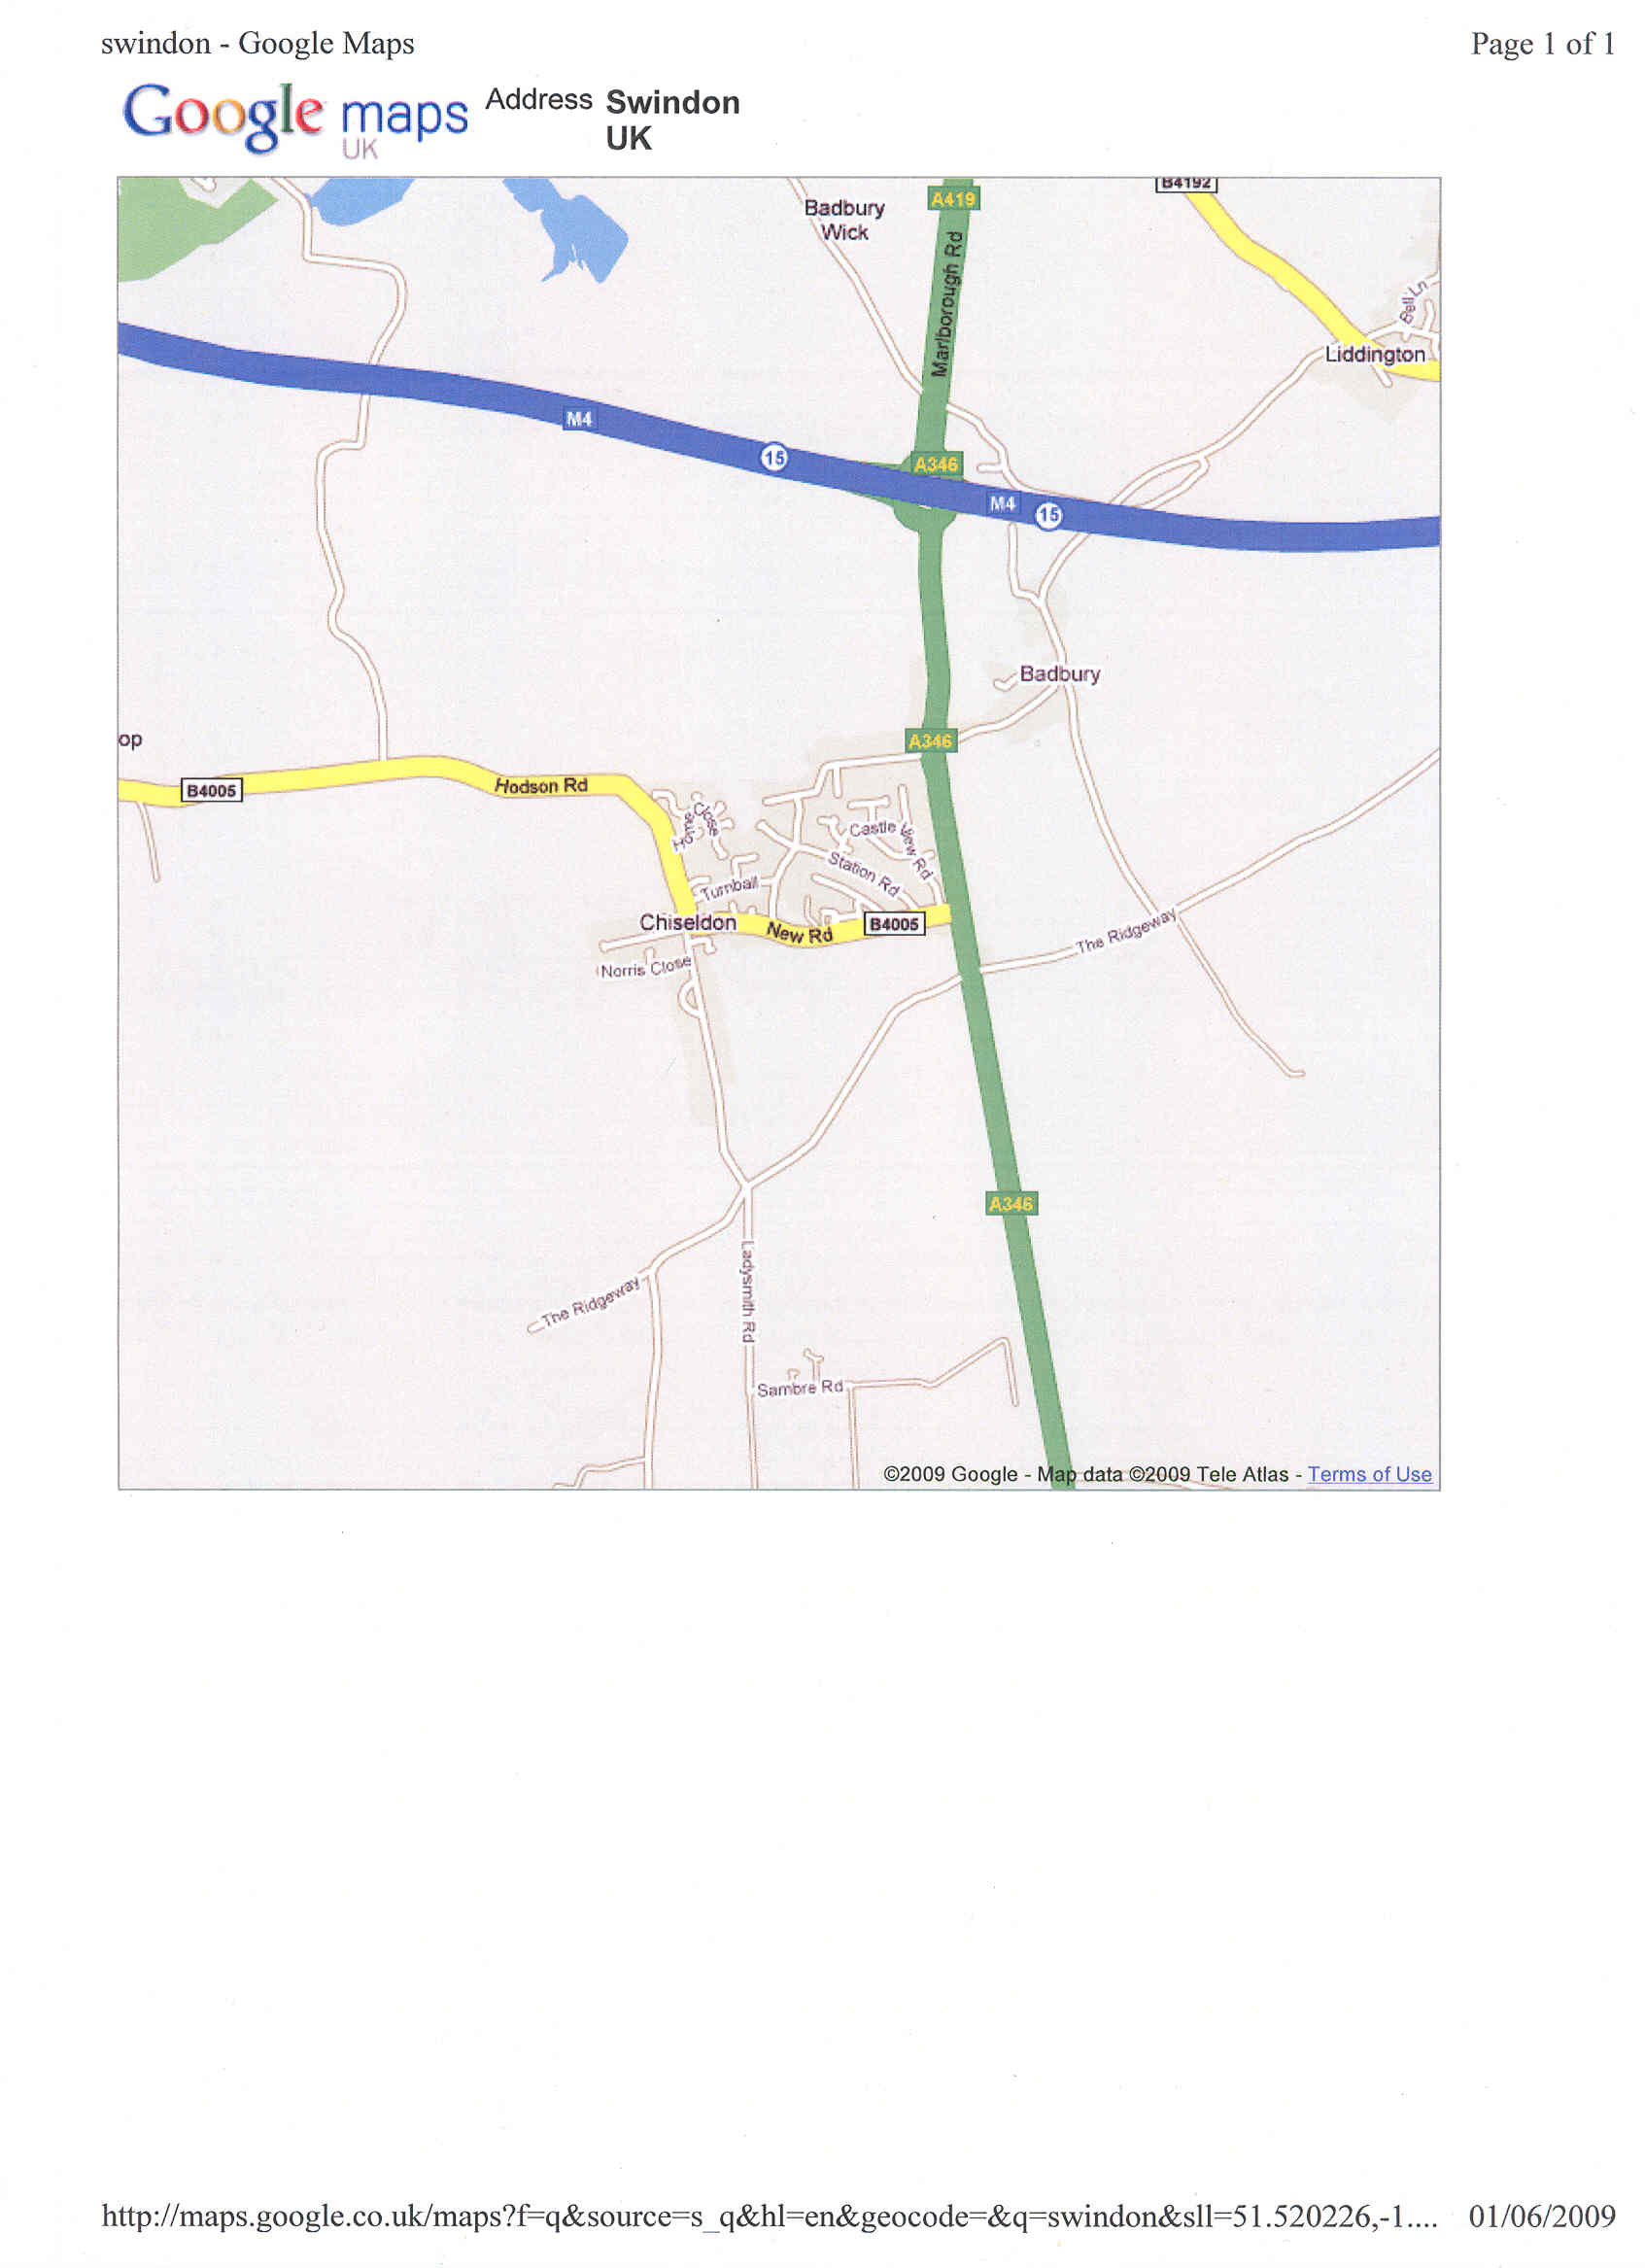 swindon - Google Maps
Page 1 of 1
Google maps
UK
Address Swindon
UK
B4192
A419
Badbury
Wick
Marlborough Rd
Bell Ln
Liddington
M4
15
A346
M4
15
Badbury
op
A346
B4005
Hodson Rd
Home
Close
Castle View Rd
Station Rd
Turnball
Chiseldon
New Rd
B4005
The Ridgeway
Norris Close
A346
Ladysmith Rd
The Ridgeway
Sambre Rd
©2009 Google - Map data ©2009 Tele Atlas - Terms of Use
http://maps.google.co.uk/maps?f=q&source=s_q&hl=en&geocode=&q=swindon&sll=51.520226,-1....
01/06/2009